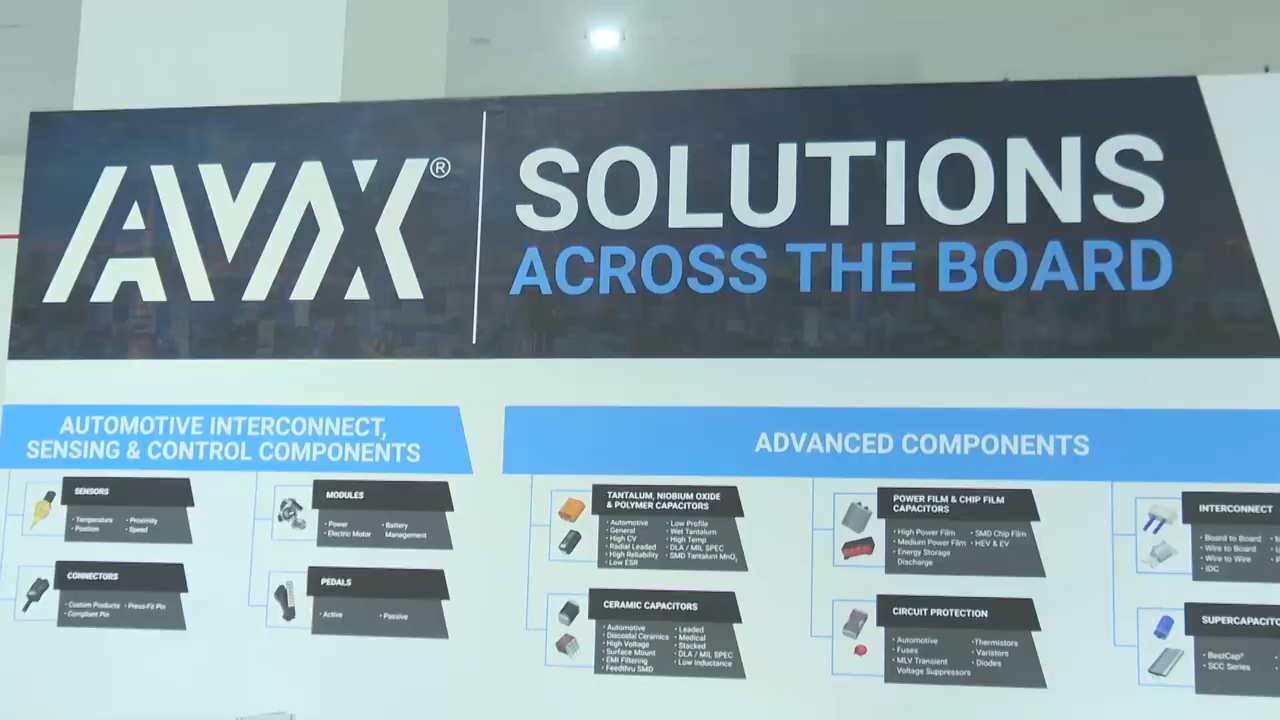 AVX®
SOLUTIONS
ACROSS THE BOARD
AUTOMOTIVE INTERCONNECT,
SENSING & CONTROL COMPONENTS
SENSORS
• Temperature • Proximity
• Position • Speed
MODULES
• Power • Battery
• Electric Motor Management
CONNECTORS
• Custom Products • Press-Fit Pin
• Compliant Pin
PEDALS
• Active • Passive
ADVANCED COMPONENTS
TANTALUM, NIOBIUM OXIDE
& POLYMER CAPACITORS
• Automotive • Low Profile
• General • Wet Tantalum
• High CV • High Temp
• Radial Leaded • DLA / MIL SPEC
• High Reliability • SMD Tantalum MnO₂
• Low ESR
POWER FILM & CHIP FILM
CAPACITORS
• High Power Film • SMD Chip Film
• Medium Power Film • HEV & EV
• Energy Storage
Discharge
INTERCONNECT
• Board to Board
• Wire to Board
• Wire to Wire
• IDC
CERAMIC CAPACITORS
• Automotive • Leaded
• Discoidal Ceramics • Medical
• High Voltage • Stacked
• Surface Mount • DLA / MIL SPEC
• EMI Filtering • Low Inductance
• Feedthru SMD
CIRCUIT PROTECTION
• Automotive • Thermistors
• Fuses • Varistors
• MLV Transient • Diodes
Voltage Suppressors
SUPERCAPACITO
• BestCap®
• SCC Series